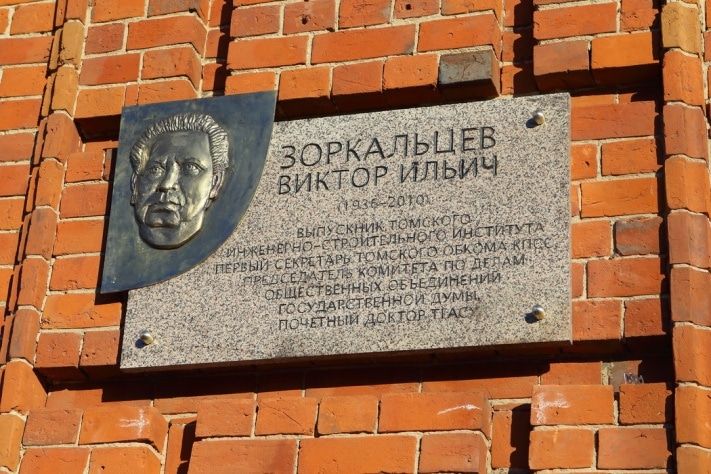 ЗОРКАЛЬЦЕВ
ВИКТОР ИЛЬИЧ
(1936-2010)
ВЫПУСКНИК ТОМСКОГО
ИНЖЕНЕРНО-СТРОИТЕЛЬНОГО ИНСТИТУТА
ПЕРВЫЙ СЕКРЕТАРЬ ТОМСКОГО ОБКОМА КПСС,
ПРЕДСЕДАТЕЛЬ КОМИТЕТА ПО ДЕЛАМ
ОБЩЕСТВЕННЫХ ОБЪЕДИНЕНИЙ
ГОСУДАРСТВЕННОЙ ДУМЫ,
ПОЧЕТНЫЙ ДОКТОР ТГАСУ